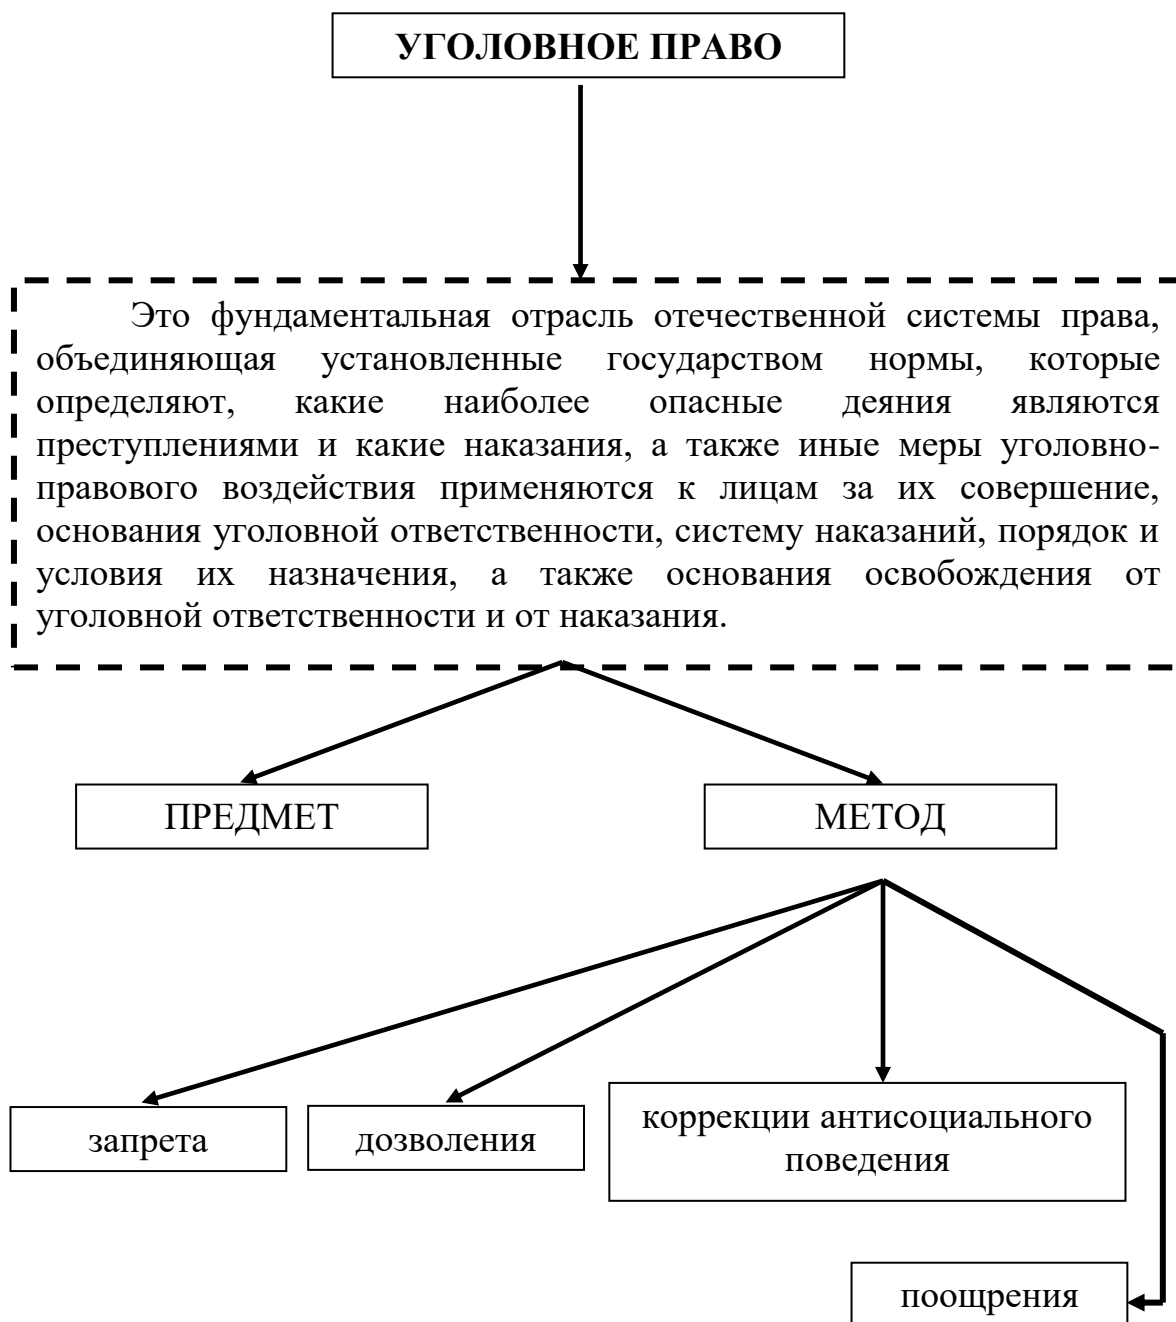 УГОЛОВНОЕ ПРАВО
Это фундаментальная отрасль отечественной системы права,
объединяющая установленные государством нормы, которые
определяют, какие наиболее опасные деяния являются
преступлениями и какие наказания, а также иные меры уголовно-
правового воздействия применяются к лицам за их совершение,
основания уголовной ответственности, систему наказаний, порядок и
условия их назначения, а также основания освобождения от
уголовной ответственности и от наказания.
ПРЕДМЕТ
МЕТОД
запрета
дозволения
коррекции антисоциального
поведения
поощрения